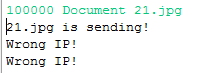 100000 Document 21.jpg
21.jpg is sending!
Wrong IP!
Wrong IP!